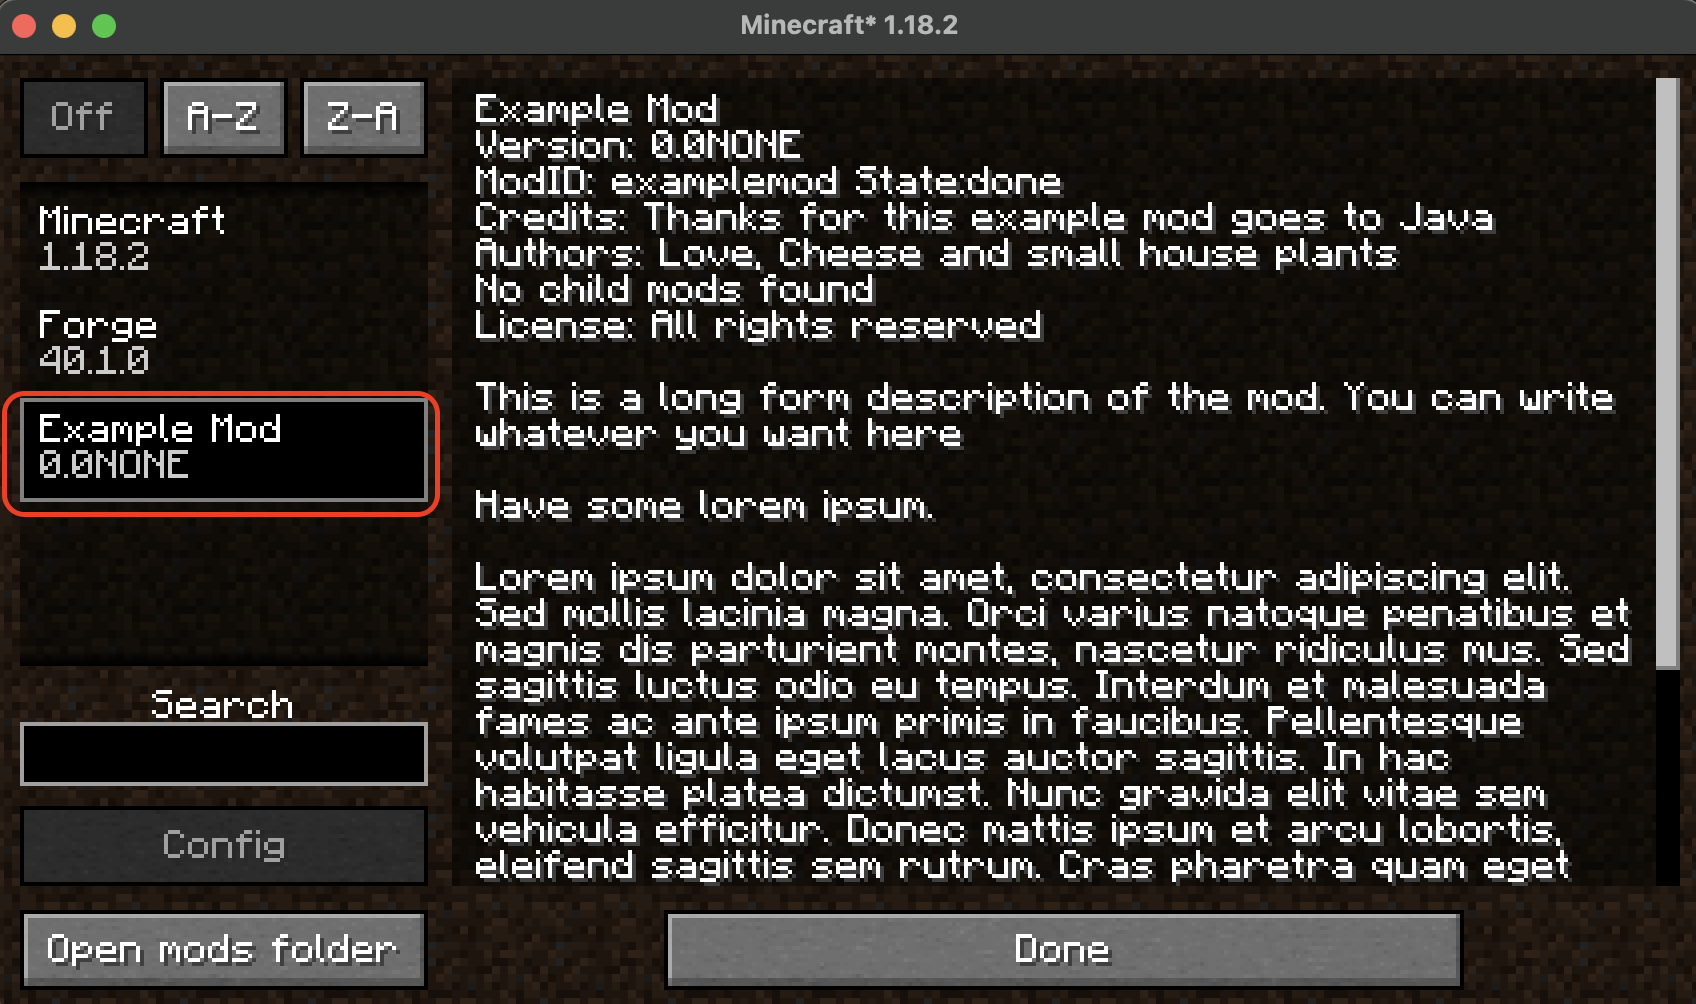 Minecraft* 1.18.2
Off
A-Z
Z-A
Minecraft
1.18.2
Forge
40.1.0
Example Mod
0.0NONE
Search
Config
Open mods folder
Example Mod
Version: 0.0NONE
ModID: examplemod State:done
Credits: Thanks for this example mod goes to Java
Authors: Love, Cheese and small house plants
No child mods found
License: All rights reserved
This is a long form description of the mod. You can write
whatever you want here
Have some lorem ipsum.
Lorem ipsum dolor sit amet, consectetur adipiscing elit.
Sed mollis lacinia magna. Orci varius natoque penatibus et
magnis dis parturient montes, nascetur ridiculus mus. Sed
sagittis luctus odio eu tempus. Interdum et malesuada
fames ac ante ipsum primis in faucibus. Pellentesque
volutpat ligula eget lacus auctor sagittis. In hac
habitasse platea dictumst. Nunc gravida elit vitae sem
vehicula efficitur. Donec mattis ipsum et arcu lobortis,
eleifend sagittis sem rutrum. Cras pharetra quam eget
Done